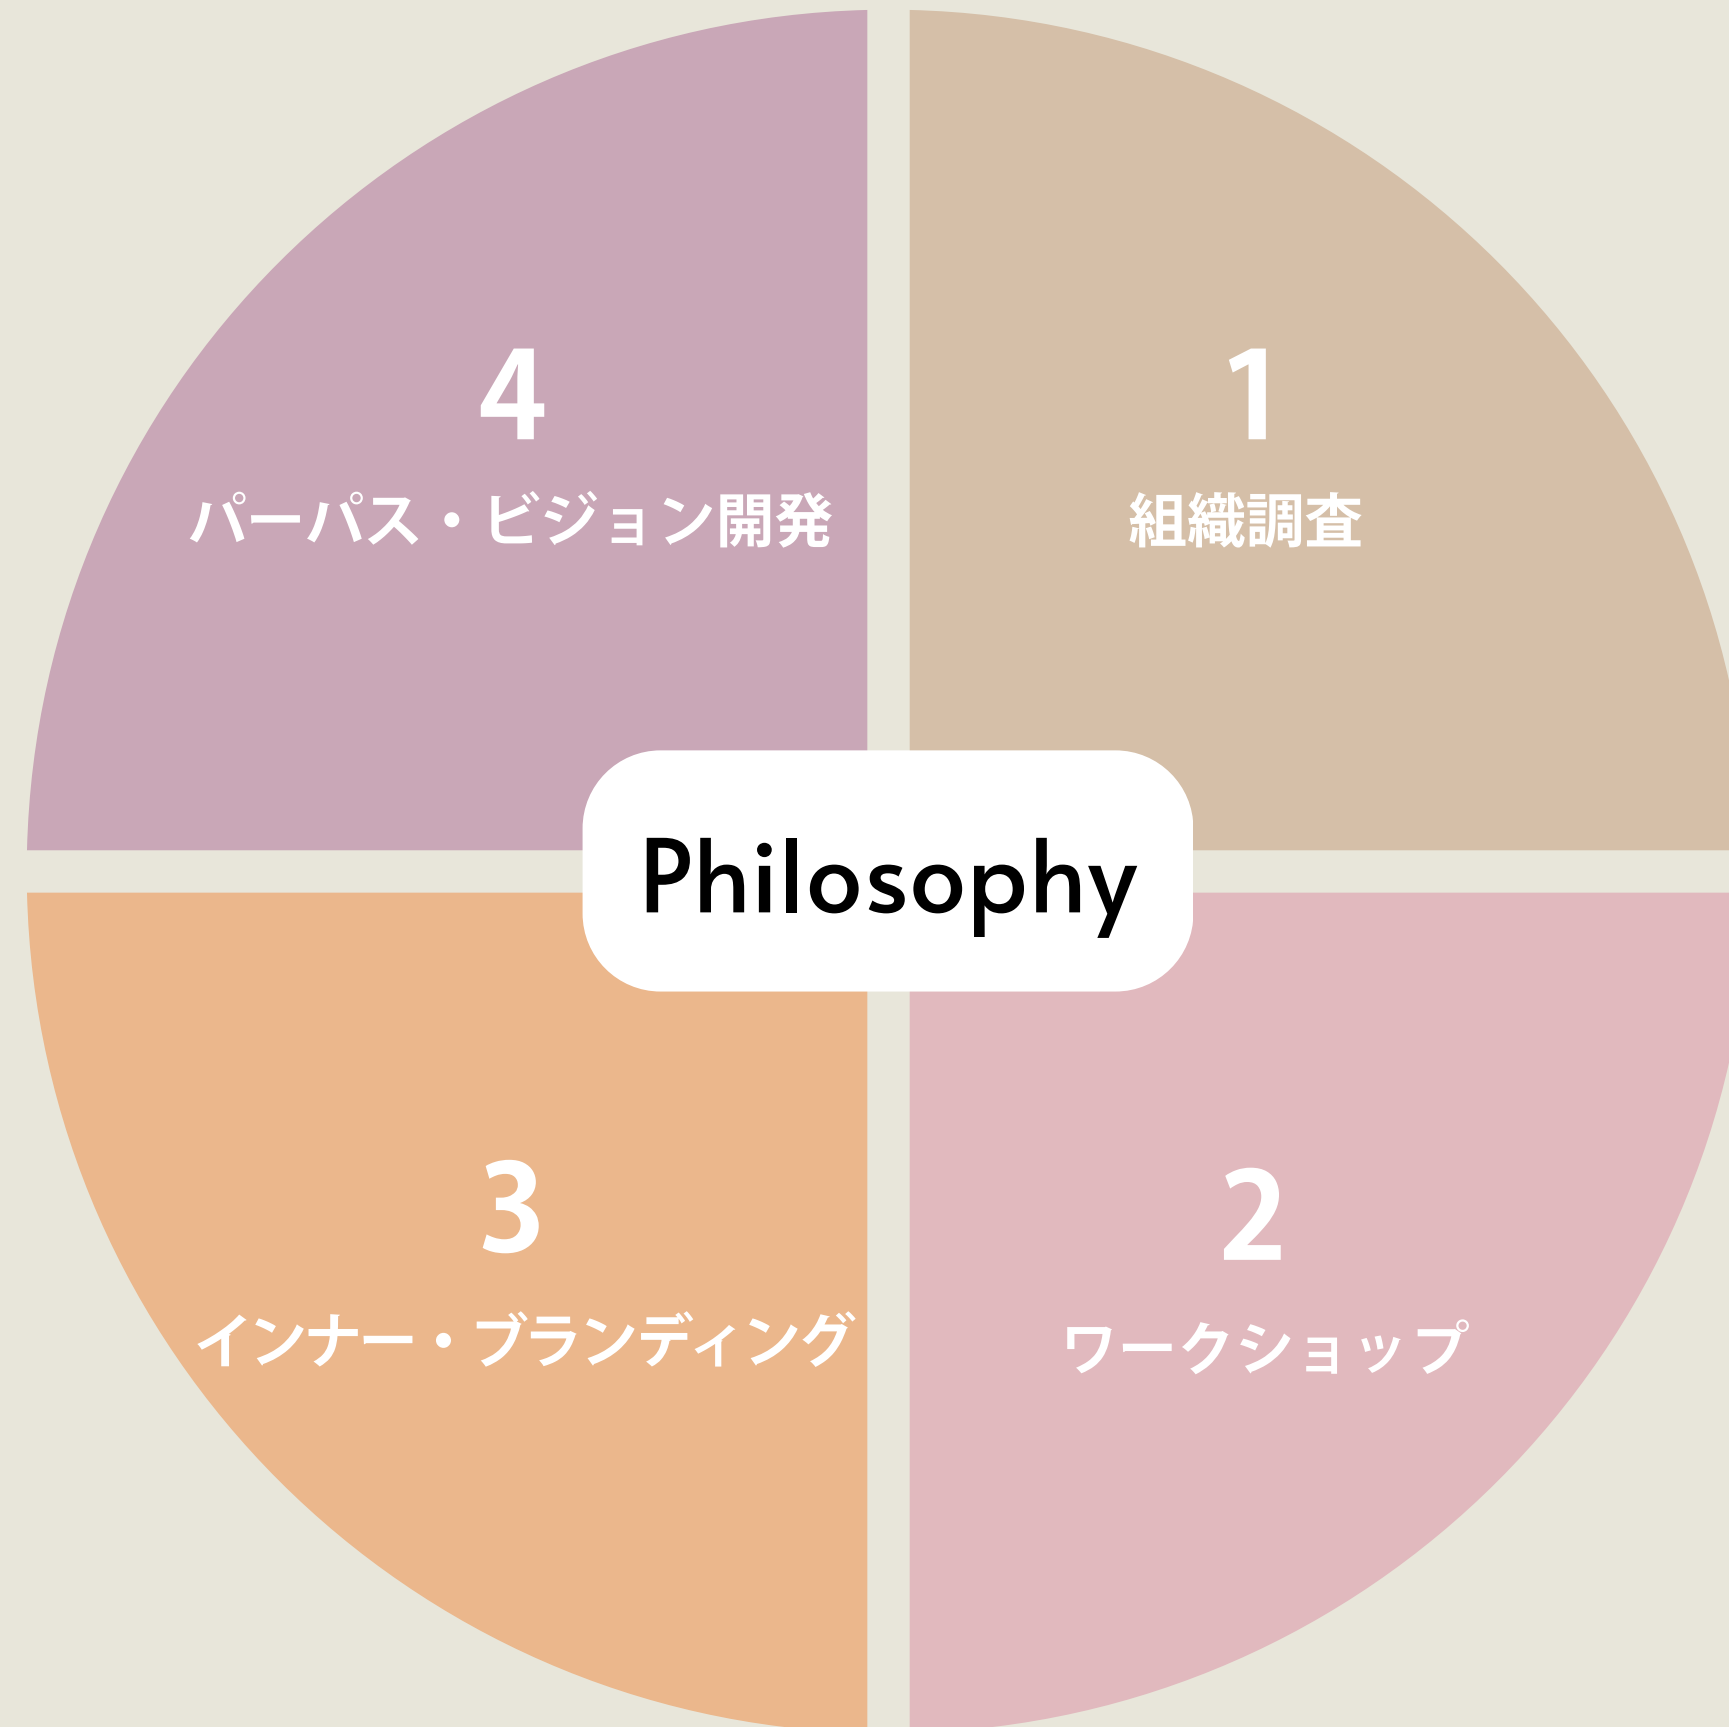 4
パーパス・ビジョン開発
1
組織調査
Philosophy
3
インナー・ブランディング
2
ワークショップ